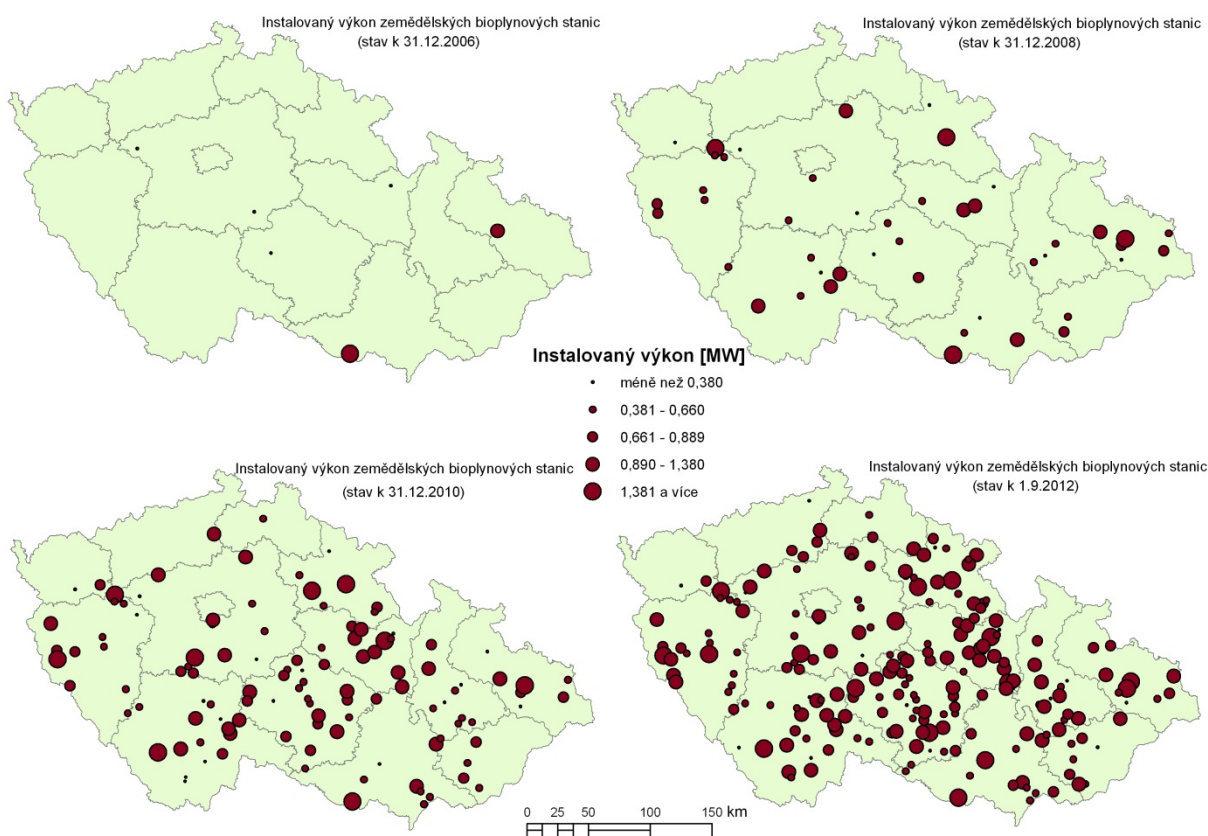 Instalovaný výkon zemědělských bioplynových stanic
(stav k 31.12.2006)
Instalovaný výkon zemědělských bioplynových stanic
(stav k 31.12.2008)
Instalovaný výkon [MW]
méně než 0,380
0,381 - 0,660
0,661 - 0,889
0,890 - 1,380
1,381 a více
Instalovaný výkon zemědělských bioplynových stanic
(stav k 31.12.2010)
Instalovaný výkon zemědělských bioplynových stanic
(stav k 1.9.2012)
0 25 50 100 150 km